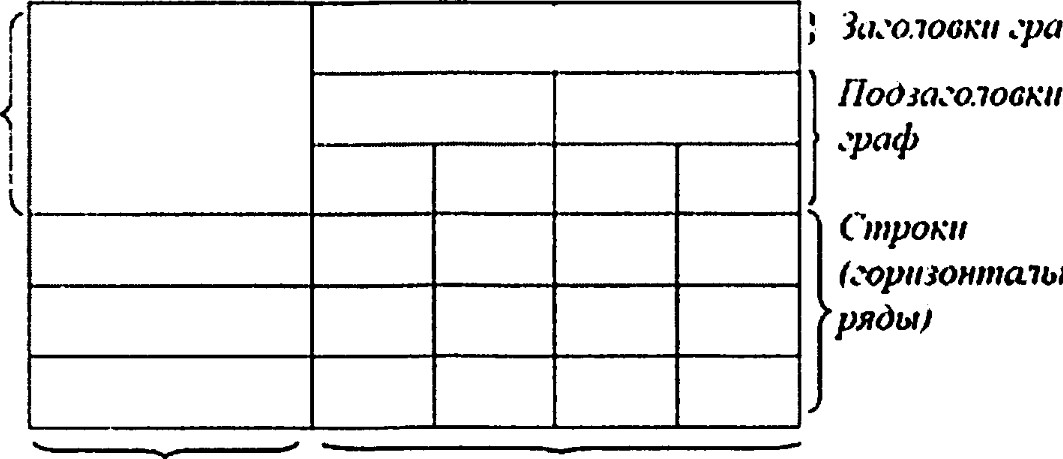 Заголовки гра
Подзаголовки
граф
Строки
(горизонталь
ряды)